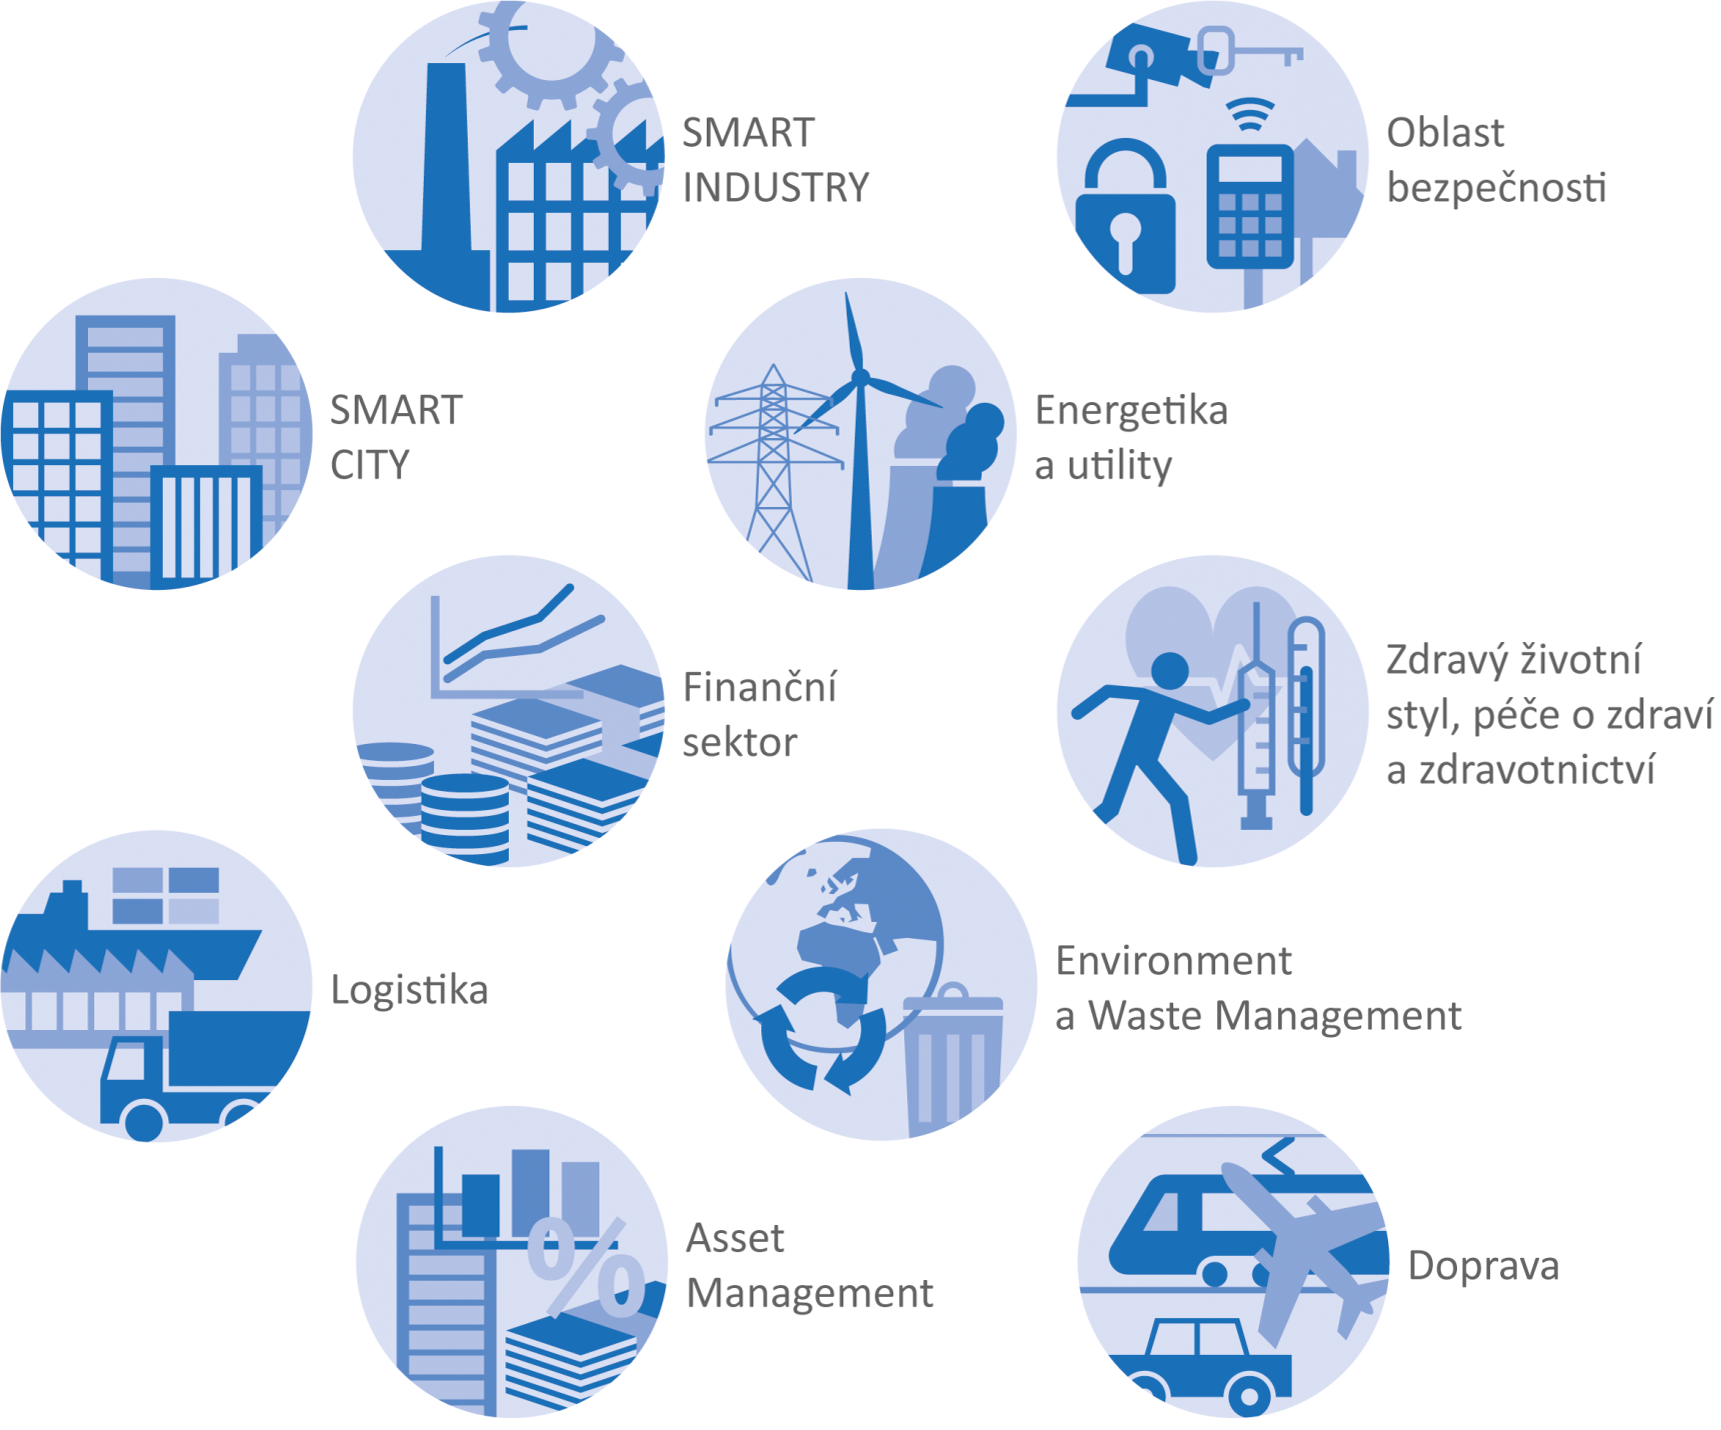 SMART
INDUSTRY
Oblast
bezpečnosti
SMART
CITY
Energetika
a utility
Finanční
sektor
Zdravý životní
styl, péče o zdraví
a zdravotnictví
Logistika
Environment
a Waste Management
Asset
Management
%
Doprava